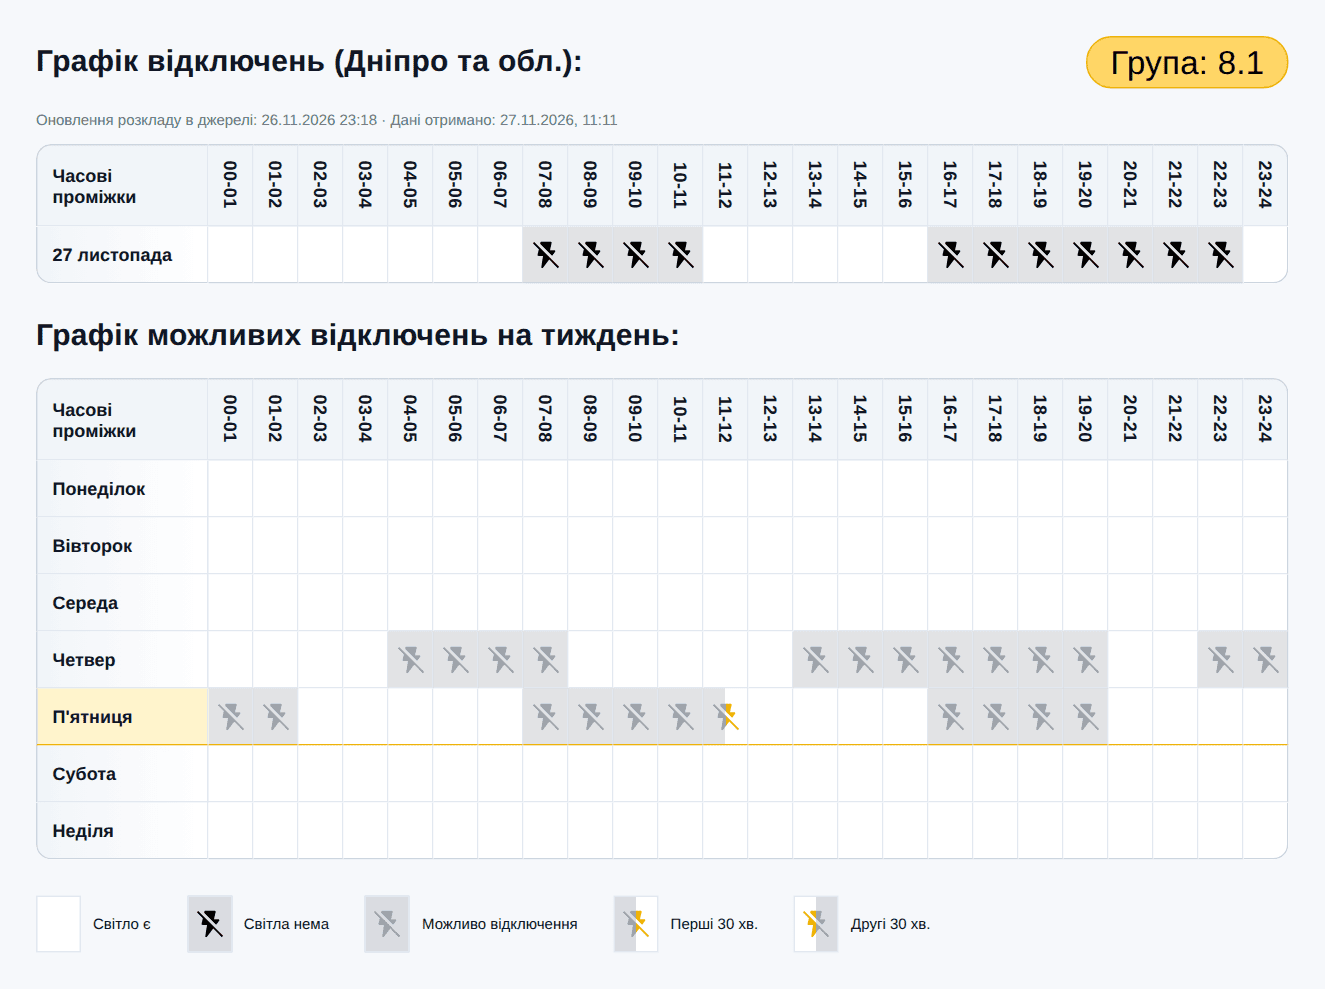 Графік відключень (Дніпро та обл.):
Група: 8.1
Оновлення розкладу в джерелі: 26.11.2026 23:18 · Дані отримано: 27.11.2026, 11:11
Часові проміжки 00-01 01-02 02-03 03-04 04-05 05-06 06-07 07-08 08-09 09-10 10-11 11-12 12-13 13-14 14-15 15-16 16-17 17-18 18-19 19-20 20-21 21-22 22-23 23-24
27 листопада
Графік можливих відключень на тиждень:
Часові проміжки 00-01 01-02 02-03 03-04 04-05 05-06 06-07 07-08 08-09 09-10 10-11 11-12 12-13 13-14 14-15 15-16 16-17 17-18 18-19 19-20 20-21 21-22 22-23 23-24
Понеділок
Вівторок
Середа
Четвер
П'ятниця
Субота
Неділя
Світло є Світла нема Можливо відключення Перші 30 хв. Другі 30 хв.